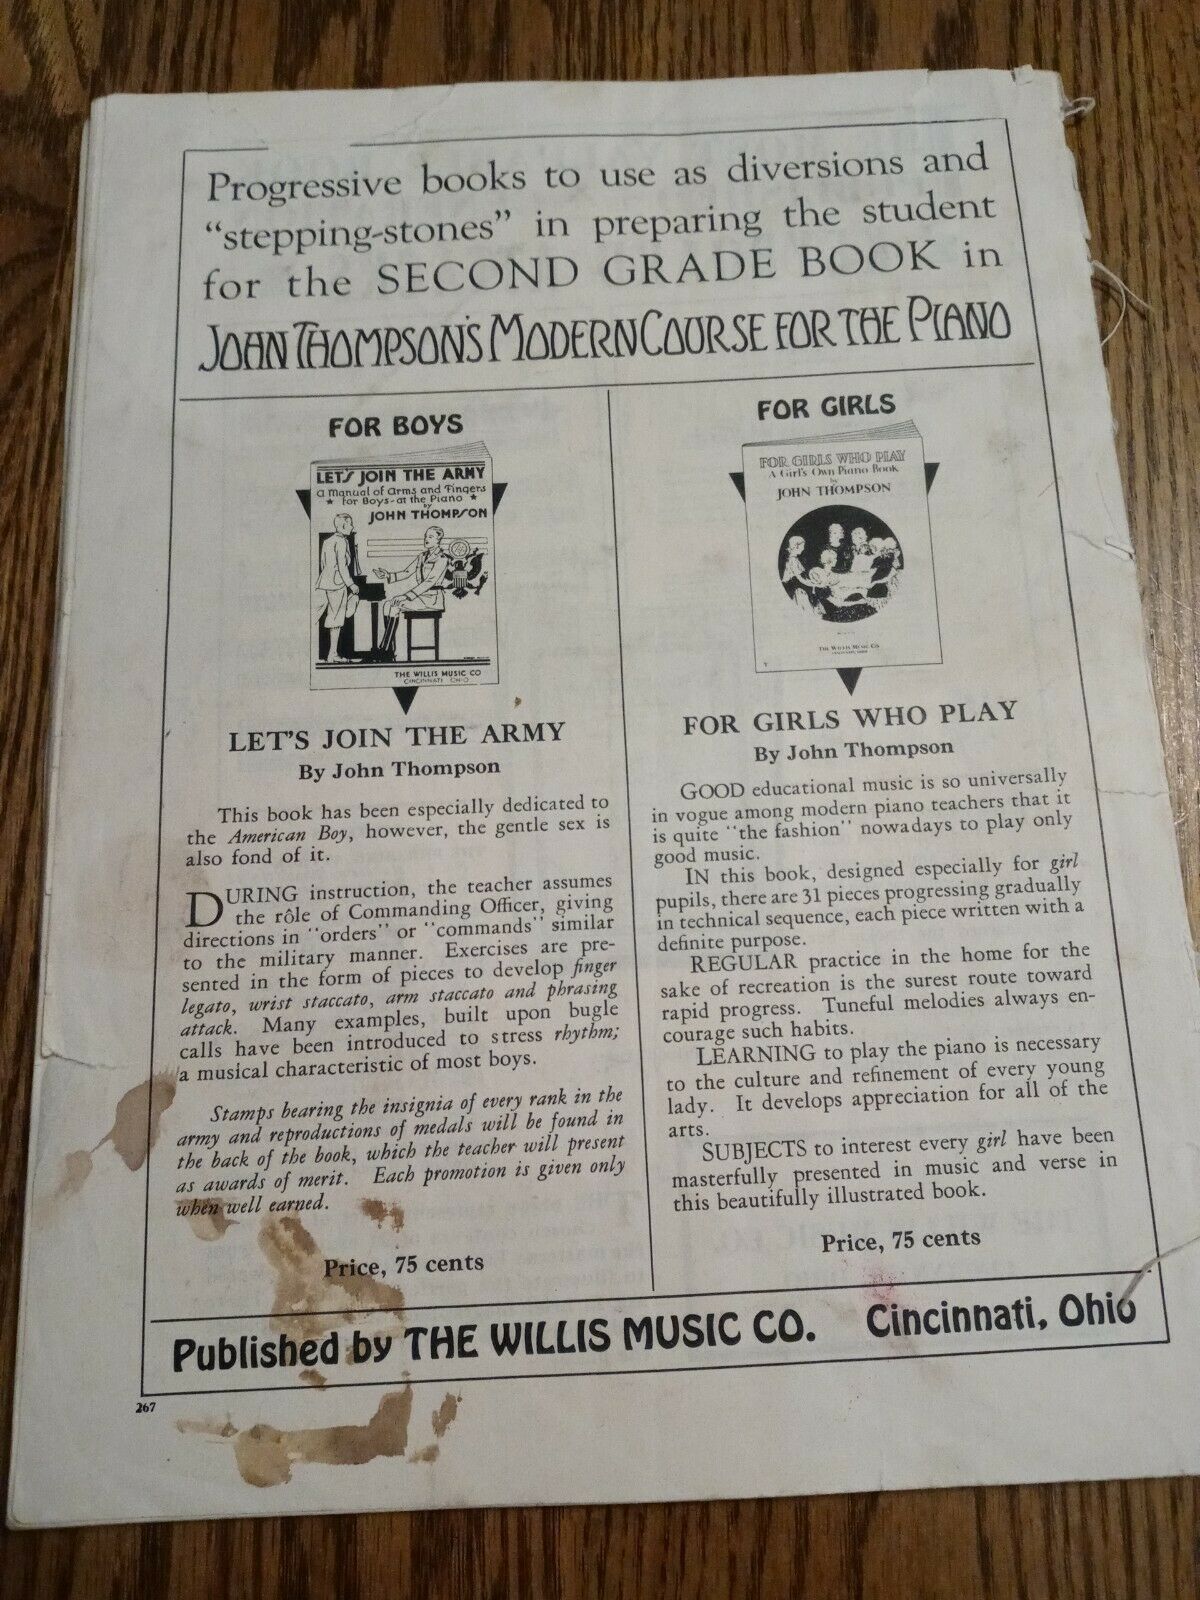 Progressive books to use as diversions and
"stepping-stones" in preparing the student
for the SECOND GRADE BOOK in
JOHN THOMPSON'S MODERN COURSE FOR THE PIANO
FOR BOYS
LET'S JOIN THE ARMY
a Manual of Arms and Fingers
★ for Boys - at the Piano ★
by
JOHN THOMPSON
THE WILLIS MUSIC CO
CINCINNATI OHIO
LET'S JOIN THE ARMY
By John Thompson
This book has been especially dedicated to
the American Boy, however, the gentle sex is
also fond of it.
DURING instruction, the teacher assumes
the rôle of Commanding Officer, giving
directions in "orders" or "commands" similar
to the military manner. Exercises are pre-
sented in the form of pieces to develop finger
legato, wrist staccato, arm staccato and phrasing
attack. Many examples, built upon bugle
calls have been introduced to stress rhythm;
a musical characteristic of most boys.
Stamps bearing the insignia of every rank in the
army and reproductions of medals will be found in
the back of the book, which the teacher will present
as awards of merit. Each promotion is given only
when well earned.
Price, 75 cents
FOR GIRLS
FOR GIRLS WHO PLAY
A Girl's Own Piano Book
by
JOHN THOMPSON
THE WILLIS MUSIC CO
CINCINNATI, OHIO
FOR GIRLS WHO PLAY
By John Thompson
GOOD educational music is so universally
in vogue among modern piano teachers that it
is quite "the fashion" nowadays to play only
good music.
IN this book, designed especially for girl
pupils, there are 31 pieces progressing gradually
in technical sequence, each piece written with a
definite purpose.
REGULAR practice in the home for the
sake of recreation is the surest route toward
rapid progress. Tuneful melodies always en-
courage such habits.
LEARNING to play the piano is necessary
to the culture and refinement of every young
lady. It develops appreciation for all of the
arts.
SUBJECTS to interest every girl have been
masterfully presented in music and verse in
this beautifully illustrated book.
Price, 75 cents
Published by THE WILLIS MUSIC CO. Cincinnati, Ohio
267